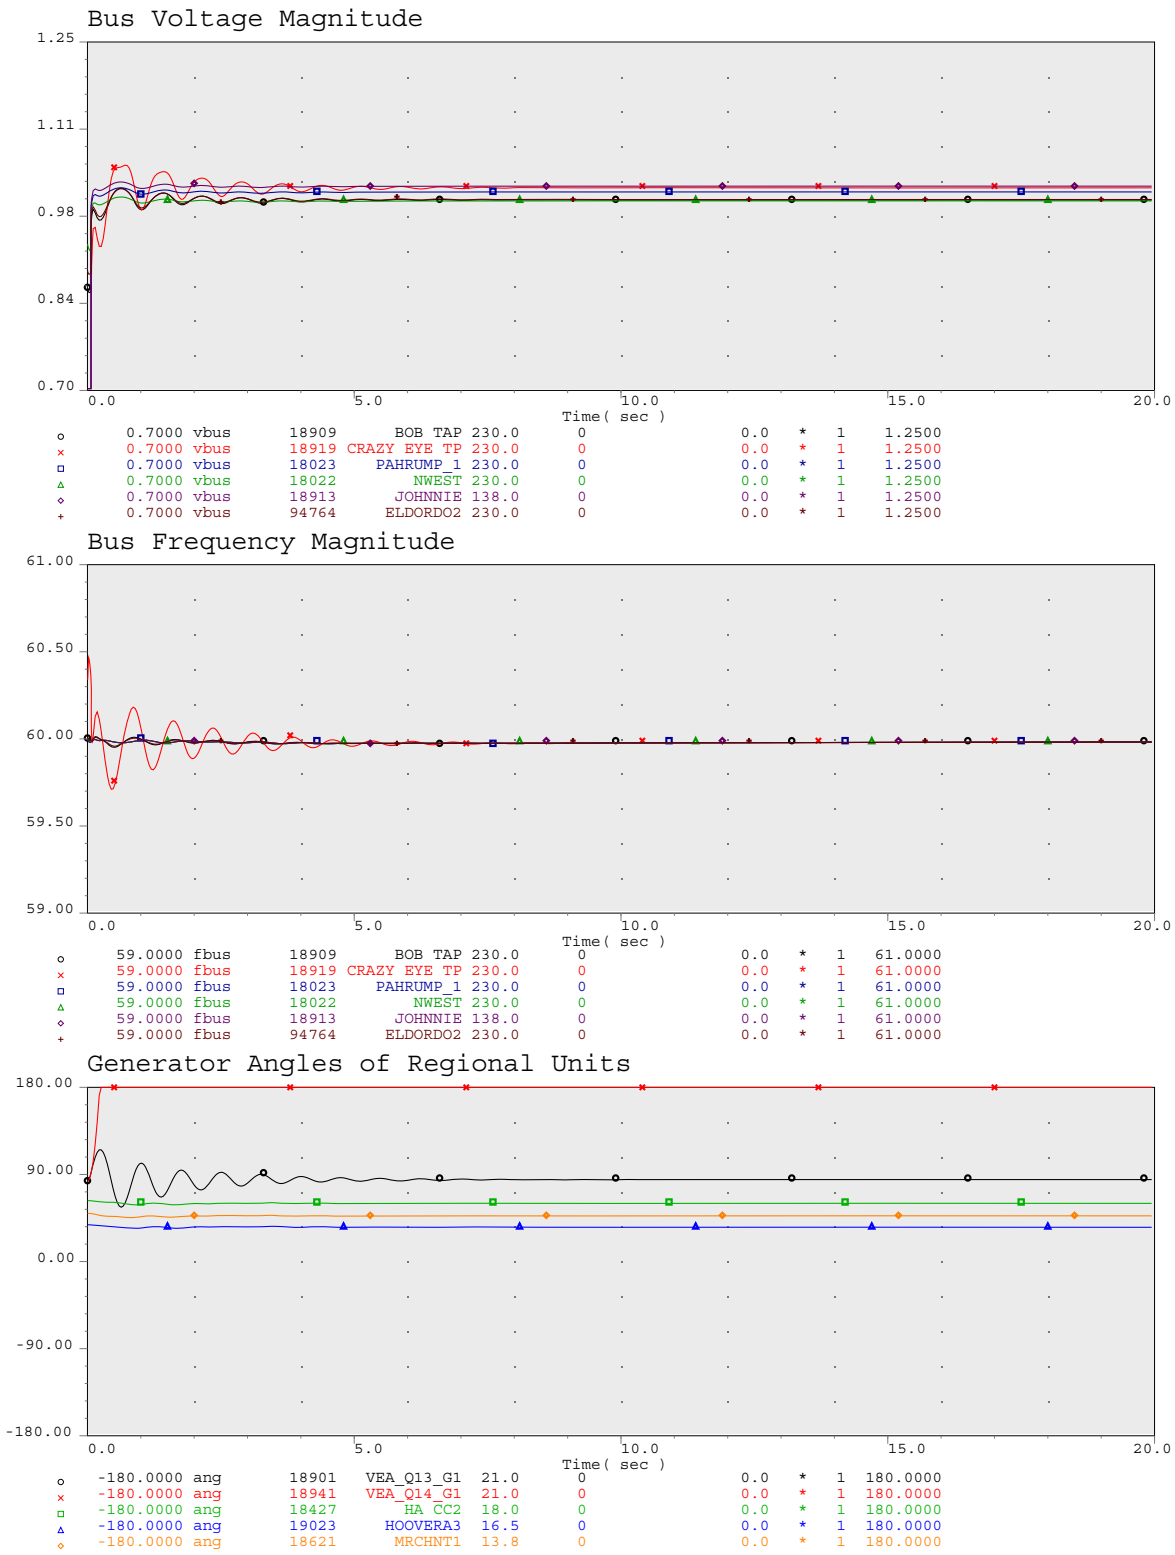 Bus Voltage Magnitude
1.25
1.11
0.98
0.84
0.70
0.0 5.0 10.0 15.0 20.0
Time( sec )
0.7000 vbus 18909 BOB TAP 230.0 0 0.0 * 1 1.2500
0.7000 vbus 18919 CRAZY EYE TP 230.0 0 0.0 * 1 1.2500
0.7000 vbus 18023 PAHRUMP_1 230.0 0 0.0 * 1 1.2500
0.7000 vbus 18022 NWEST 230.0 0 0.0 * 1 1.2500
0.7000 vbus 18913 JOHNNIE 138.0 0 0.0 * 1 1.2500
0.7000 vbus 94764 ELDORDO2 230.0 0 0.0 * 1 1.2500
Bus Frequency Magnitude
61.00
60.50
60.00
59.50
59.00
0.0 5.0 10.0 15.0 20.0
Time( sec )
59.0000 fbus 18909 BOB TAP 230.0 0 0.0 * 1 61.0000
59.0000 fbus 18919 CRAZY EYE TP 230.0 0 0.0 * 1 61.0000
59.0000 fbus 18023 PAHRUMP_1 230.0 0 0.0 * 1 61.0000
59.0000 fbus 18022 NWEST 230.0 0 0.0 * 1 61.0000
59.0000 fbus 18913 JOHNNIE 138.0 0 0.0 * 1 61.0000
59.0000 fbus 94764 ELDORDO2 230.0 0 0.0 * 1 61.0000
Generator Angles of Regional Units
180.00
90.00
0.00
-90.00
-180.00
0.0 5.0 10.0 15.0 20.0
Time( sec )
-180.0000 ang 18901 VEA_Q13_G1 21.0 0 0.0 * 1 180.0000
-180.0000 ang 18941 VEA_Q14_G1 21.0 0 0.0 * 1 180.0000
-180.0000 ang 18427 HA CC2 18.0 0 0.0 * 1 180.0000
-180.0000 ang 19023 HOOVERA3 16.5 0 0.0 * 1 180.0000
-180.0000 ang 18621 MRCHNT1 13.8 0 0.0 * 1 180.0000